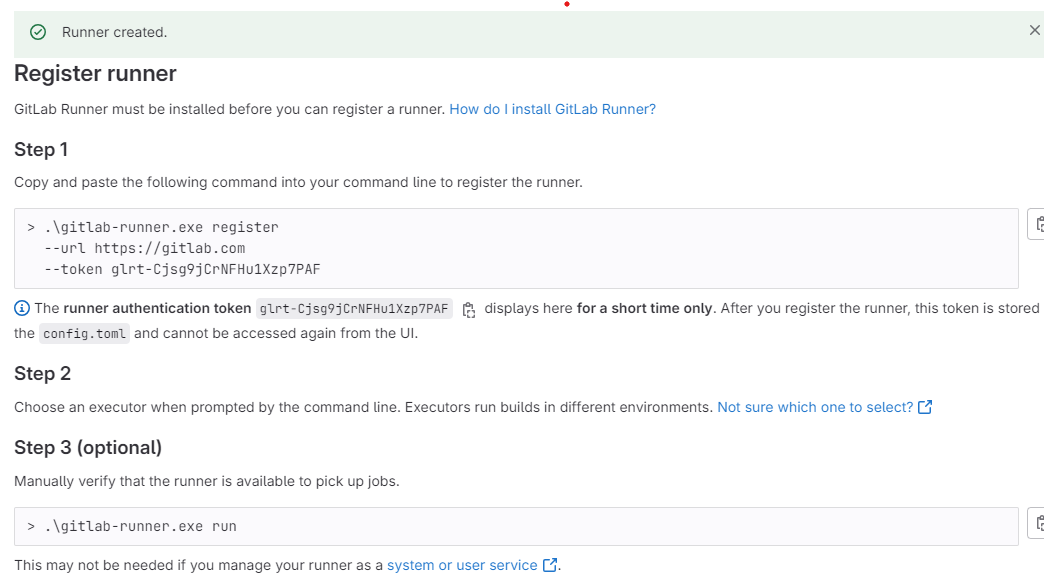 Runner created.
Register runner
GitLab Runner must be installed before you can register a runner. How do I install GitLab Runner?
Step 1
Copy and paste the following command into your command line to register the runner.
> .\gitlab-runner.exe register
--url https://gitlab.com
--token glrt-Cjsg9jCrNFHu1Xzp7PAF
The runner authentication token glrt-Cjsg9jCrNFHu1Xzp7PAF displays here for a short time only. After you register the runner, this token is stored
the config.toml and cannot be accessed again from the UI.
Step 2
Choose an executor when prompted by the command line. Executors run builds in different environments. Not sure which one to select?
Step 3 (optional)
Manually verify that the runner is available to pick up jobs.
> .\gitlab-runner.exe run
This may not be needed if you manage your runner as a system or user service.